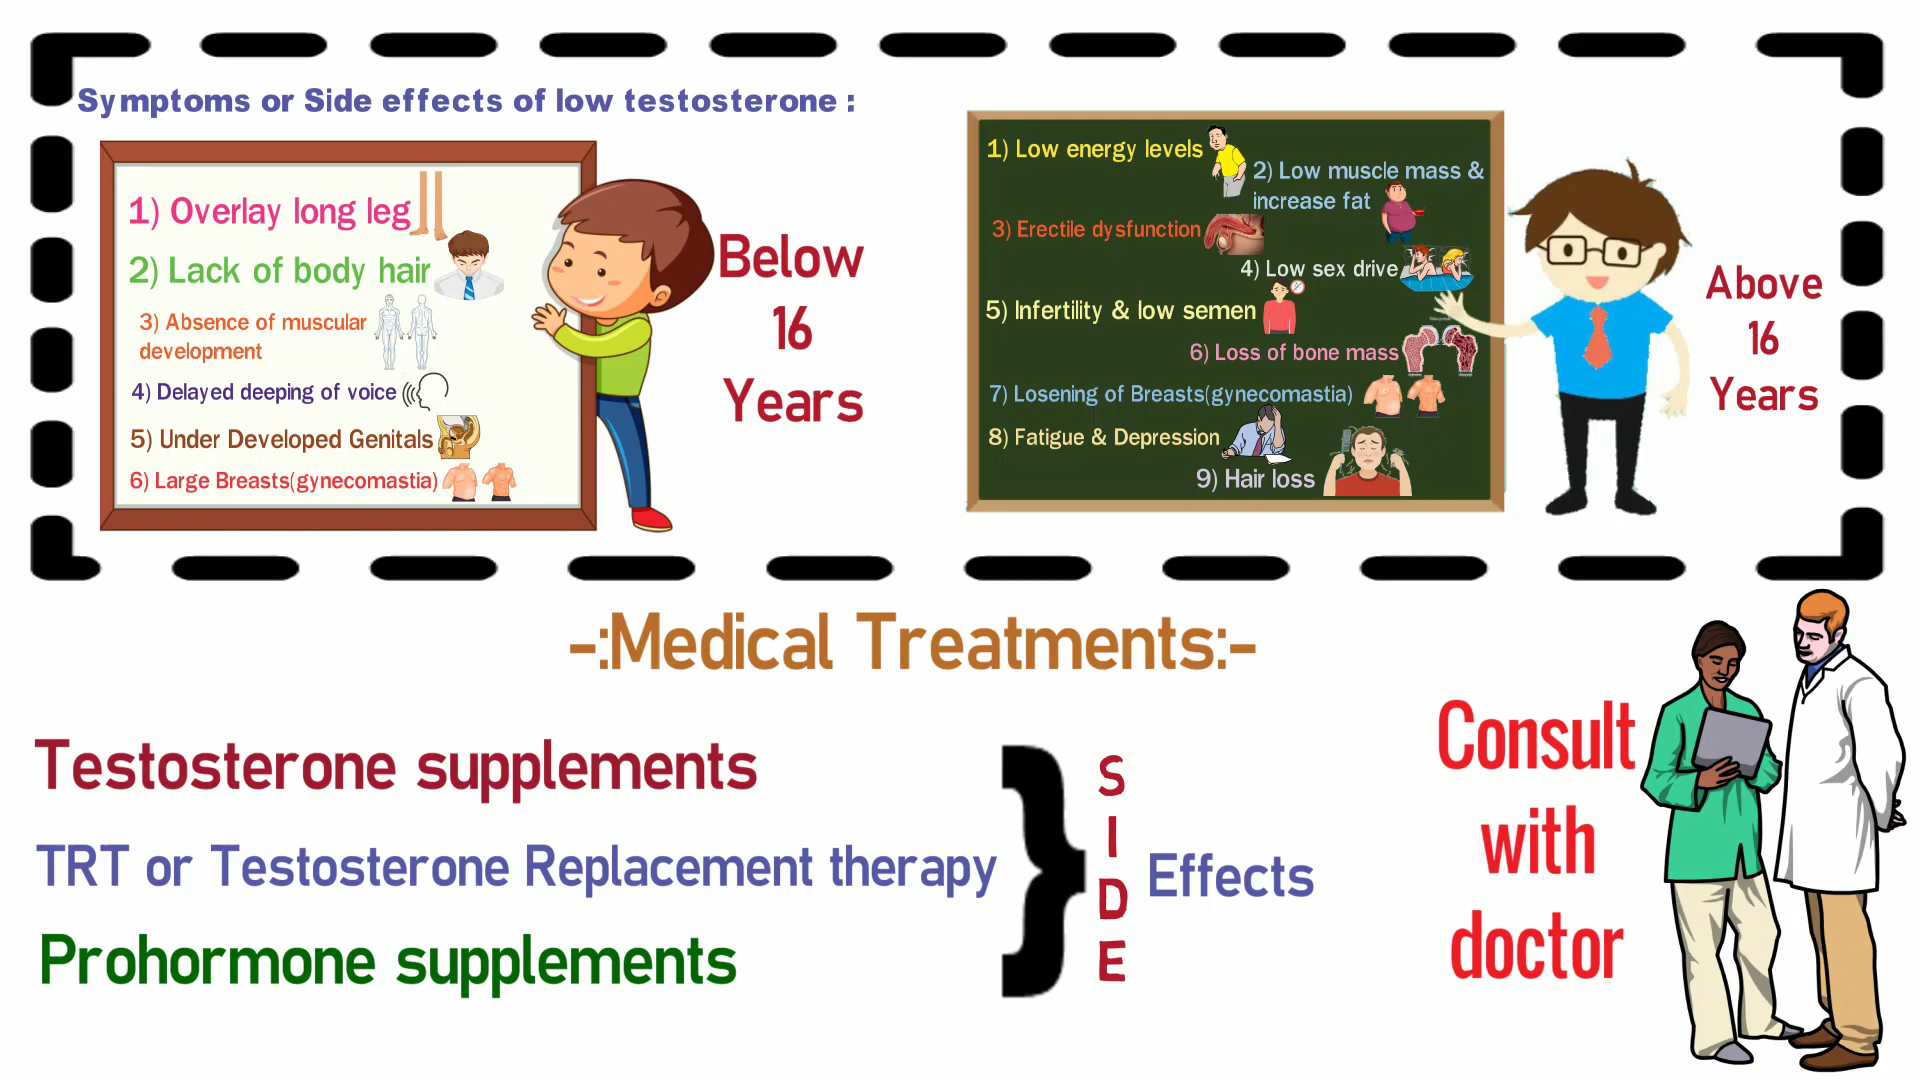 Symptoms or Side effects of low testosterone :
1) Overlay long leg
2) Lack of body hair
3) Absence of muscular
development
4) Delayed deeping of voice
5) Under Developed Genitals
6) Large Breasts(gynecomastia)
Below
16
Years
1) Low energy levels
2) Low muscle mass &
increase fat
3) Erectile dysfunction
4) Low sex drive
5) Infertility & low semen
6) Loss of bone mass
7) Losening of Breasts(gynecomastia)
8) Fatigue & Depression
9) Hair loss
Above
16
Years
-:Medical Treatments:-
Testosterone supplements
TRT or Testosterone Replacement therapy
Prohormone supplements
S
I
D
E
Effects
Consult
with
doctor